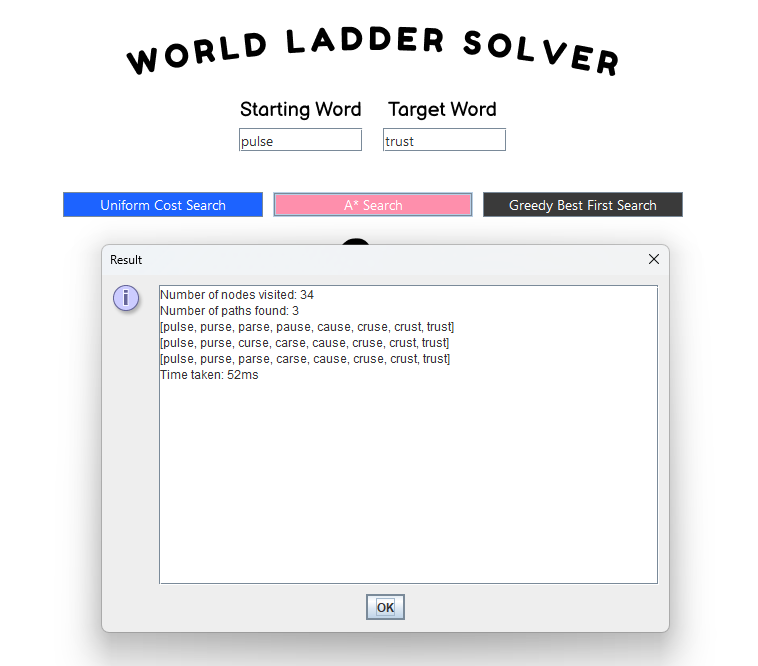 WORLD LADDER SOLVER
Starting Word Target Word
pulse trust
Uniform Cost Search A* Search Greedy Best First Search
Result
Number of nodes visited: 34
Number of paths found: 3
[pulse, purse, parse, pause, cause, cruse, crust, trust]
[pulse, purse, curse, carse, cause, cruse, crust, trust]
[pulse, purse, parse, carse, cause, cruse, crust, trust]
Time taken: 52ms
OK